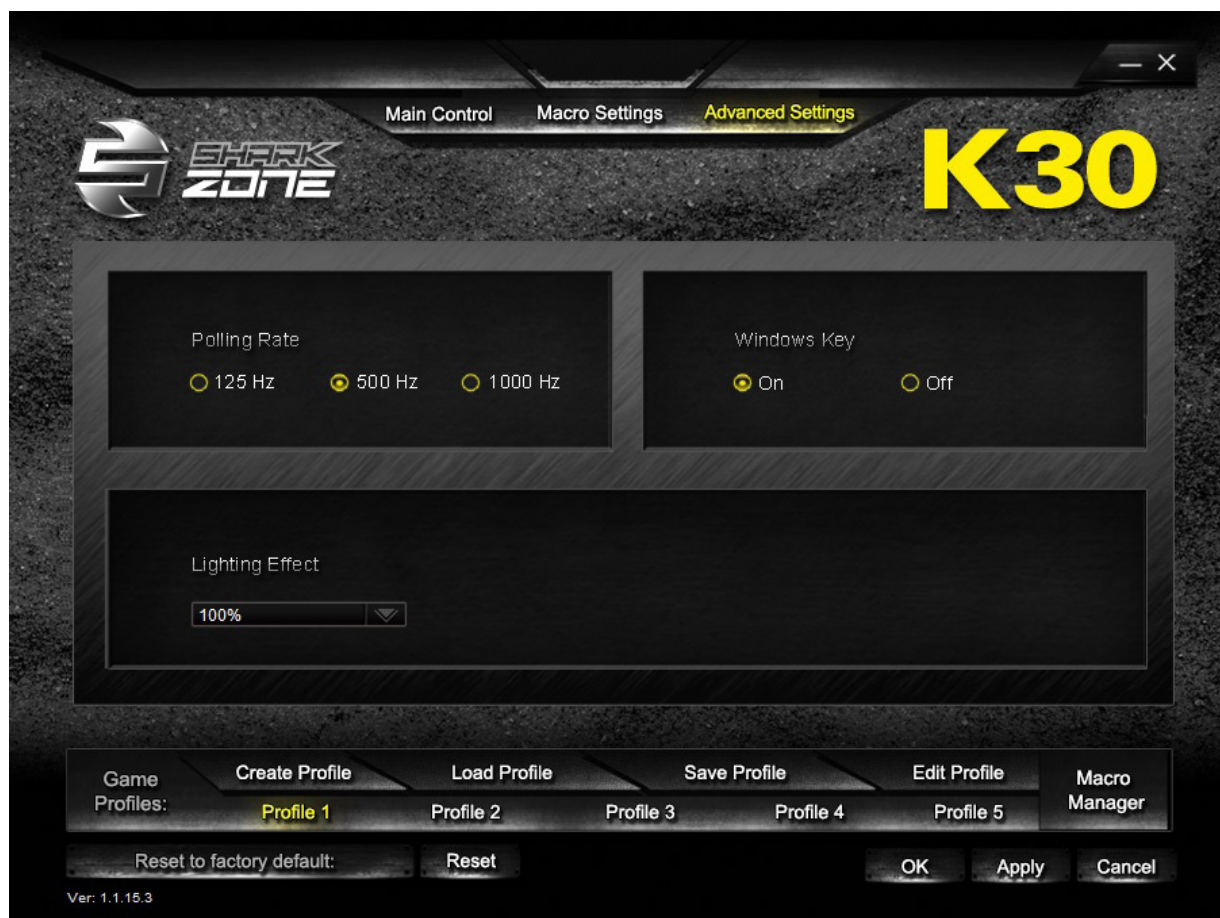 Main Control Macro Settings Advanced Settings
SHARK
ZONE
K30
Polling Rate
125 Hz 500 Hz 1000 Hz
Windows Key
On Off
Lighting Effect
100%
Game
Profiles:
Create Profile Load Profile Save Profile Edit Profile
Profile 1 Profile 2 Profile 3 Profile 4 Profile 5
Macro
Manager
Reset to factory default: Reset
OK Apply Cancel
Ver: 1.1.15.3